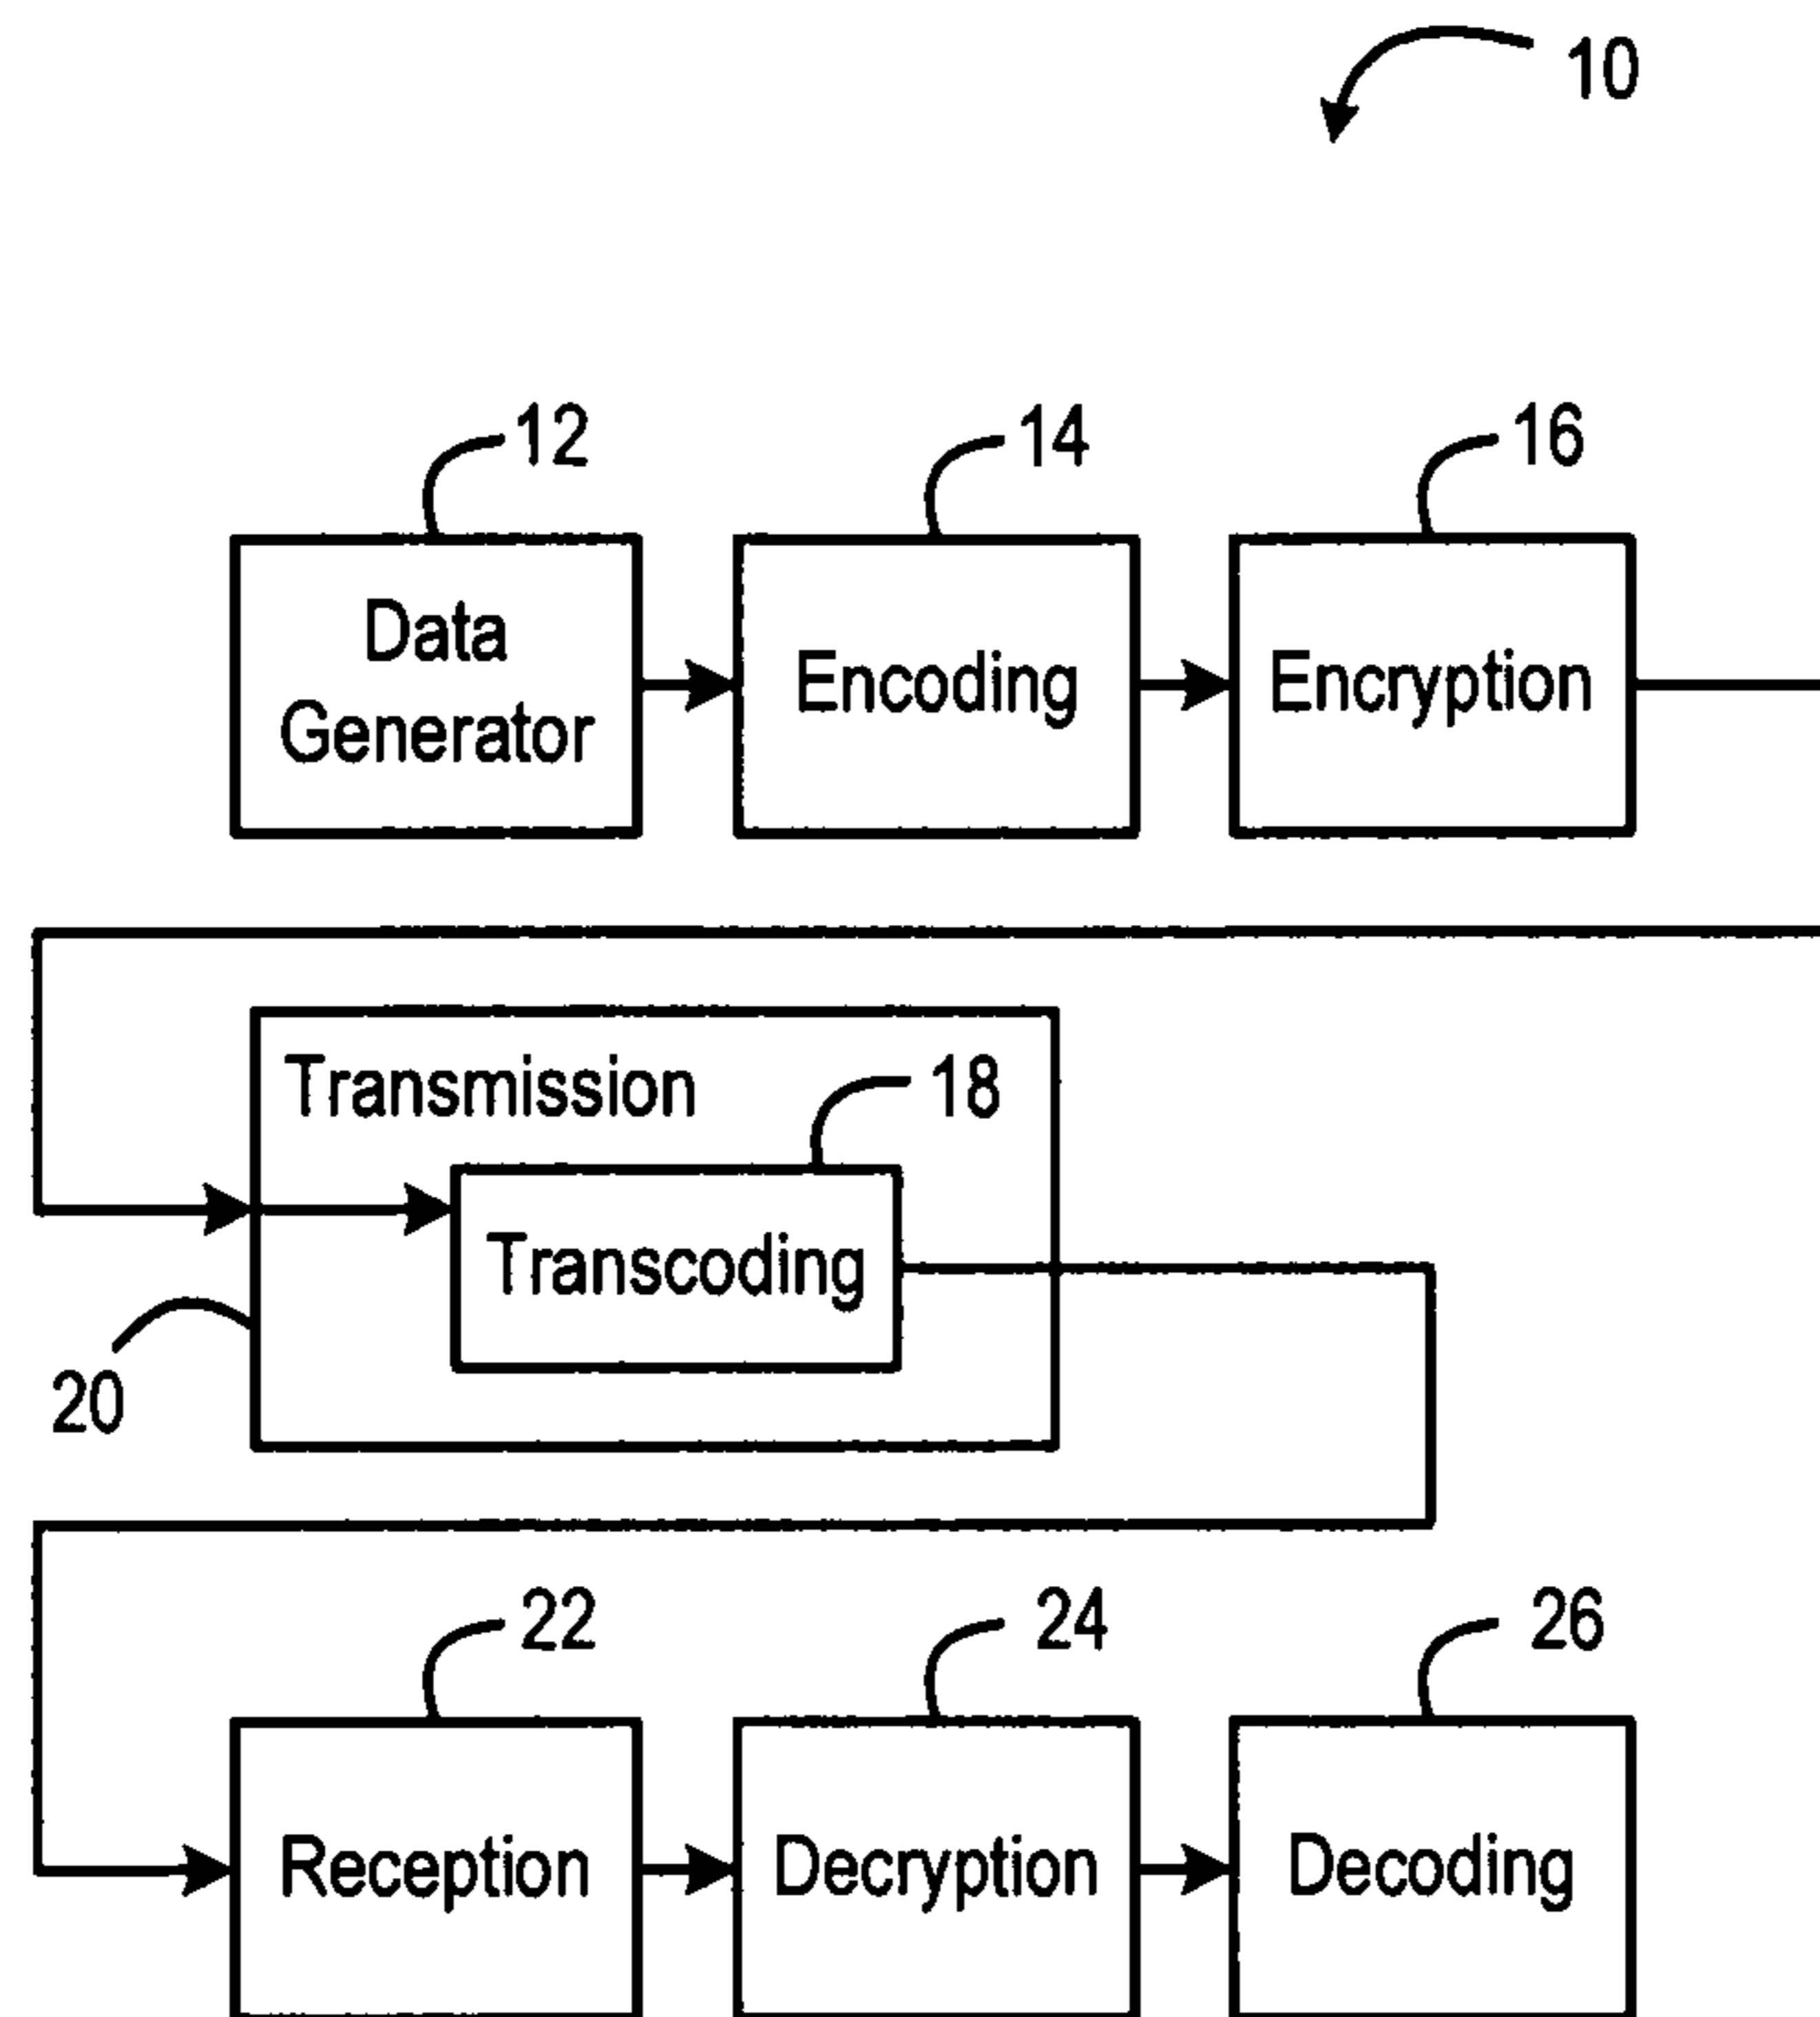 10
12
14
16
Data
Generator
Encoding
Encryption
Transmission
18
Transcoding
20
22
24
26
Reception
Decryption
Decoding